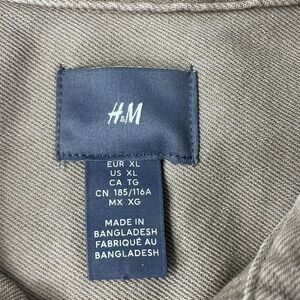 H&M
EUR XL
US XL
CA TG
CN 185/116A
MX XG
MADE IN
BANGLADESH
FABRIQUÉ AU
BANGLADESH